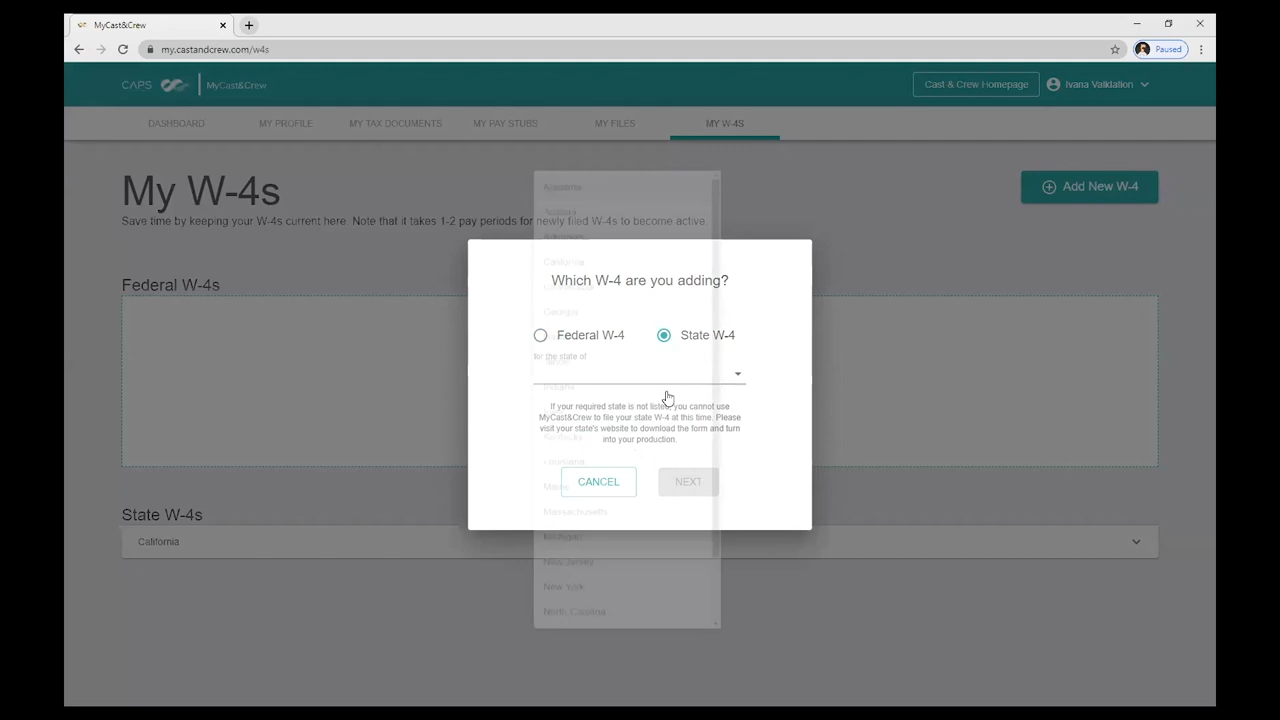 MyCast&Crew
my.castandcrew.com/w4s
Paused
CAPS MyCast&Crew
Cast & Crew Homepage
Ivana Validation
DASHBOARD
MY PROFILE
MY TAX DOCUMENTS
MY PAY STUBS
MY FILES
MY W-4S
My W-4s
Add New W-4
Save time by keeping your W-4s current here. Note that it takes 1-2 pay periods for newly filed W-4s to become active.
Federal W-4s
Which W-4 are you adding?
Federal W-4
State W-4
for the state of
If your required state is not listed, you cannot use
MyCast&Crew to file your state W-4 at this time. Please
visit your state's website to download the form and turn
into your production.
CANCEL
NEXT
Alabama
Arizona
Arkansas
California
Georgia
Indiana
Kentucky
Louisiana
Maine
Massachusetts
Michigan
New Jersey
New York
North Carolina
State W-4s
California